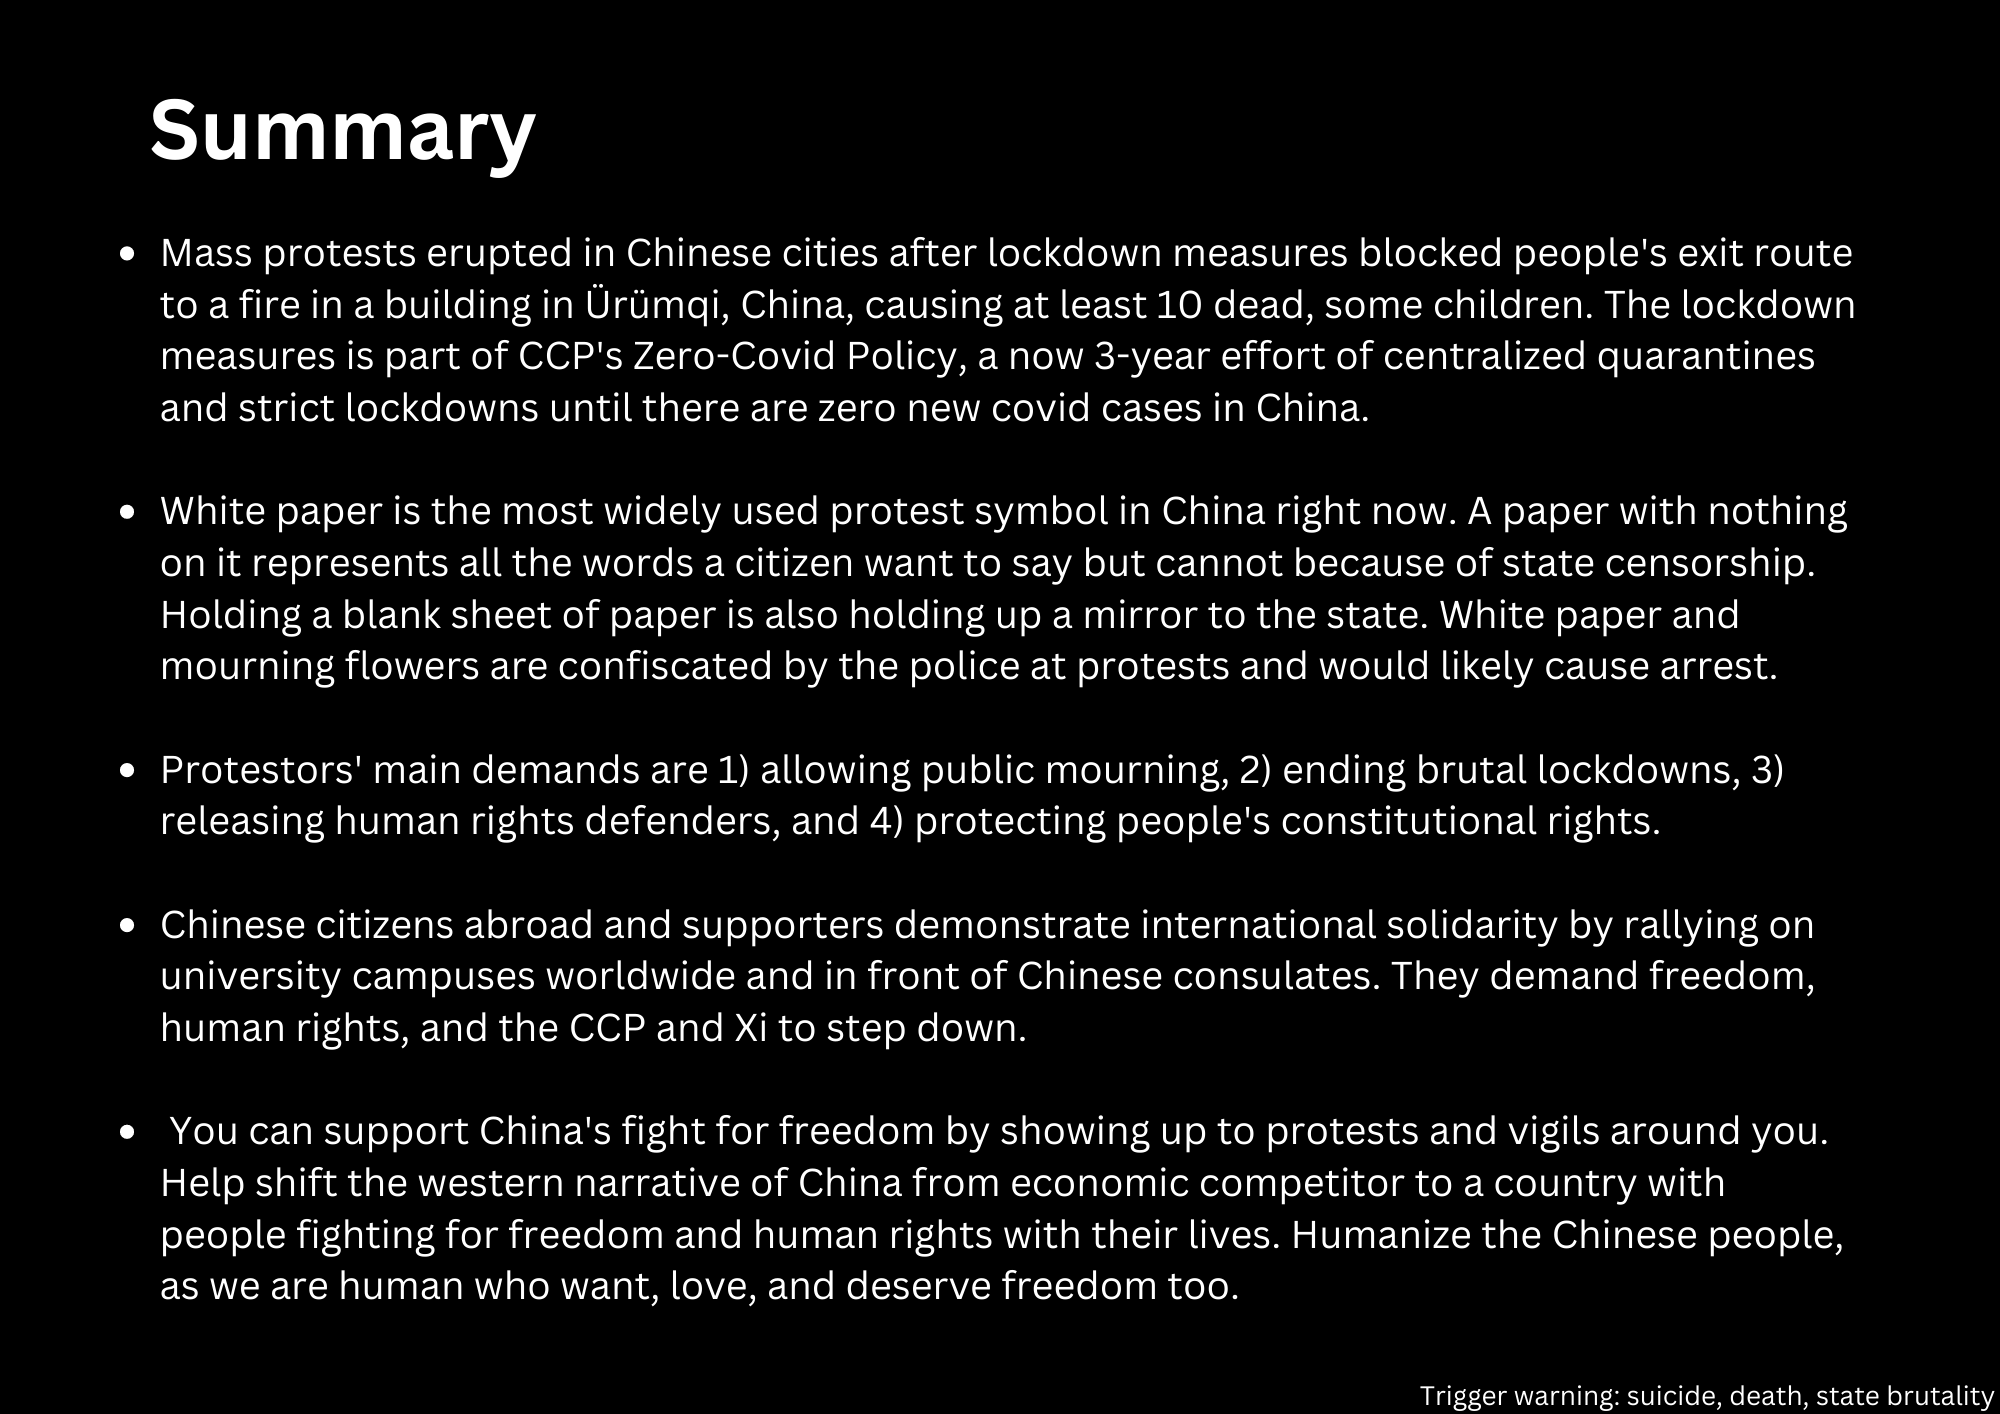 Summary
• Mass protests erupted in Chinese cities after lockdown measures blocked people's exit route
to a fire in a building in Ürümqi, China, causing at least 10 dead, some children. The lockdown
measures is part of CCP's Zero-Covid Policy, a now 3-year effort of centralized quarantines
and strict lockdowns until there are zero new covid cases in China.
• White paper is the most widely used protest symbol in China right now. A paper with nothing
on it represents all the words a citizen want to say but cannot because of state censorship.
Holding a blank sheet of paper is also holding up a mirror to the state. White paper and
mourning flowers are confiscated by the police at protests and would likely cause arrest.
• Protestors' main demands are 1) allowing public mourning, 2) ending brutal lockdowns, 3)
releasing human rights defenders, and 4) protecting people's constitutional rights.
• Chinese citizens abroad and supporters demonstrate international solidarity by rallying on
university campuses worldwide and in front of Chinese consulates. They demand freedom,
human rights, and the CCP and Xi to step down.
• You can support China's fight for freedom by showing up to protests and vigils around you.
Help shift the western narrative of China from economic competitor to a country with
people fighting for freedom and human rights with their lives. Humanize the Chinese people,
as we are human who want, love, and deserve freedom too.
Trigger warning: suicide, death, state brutality